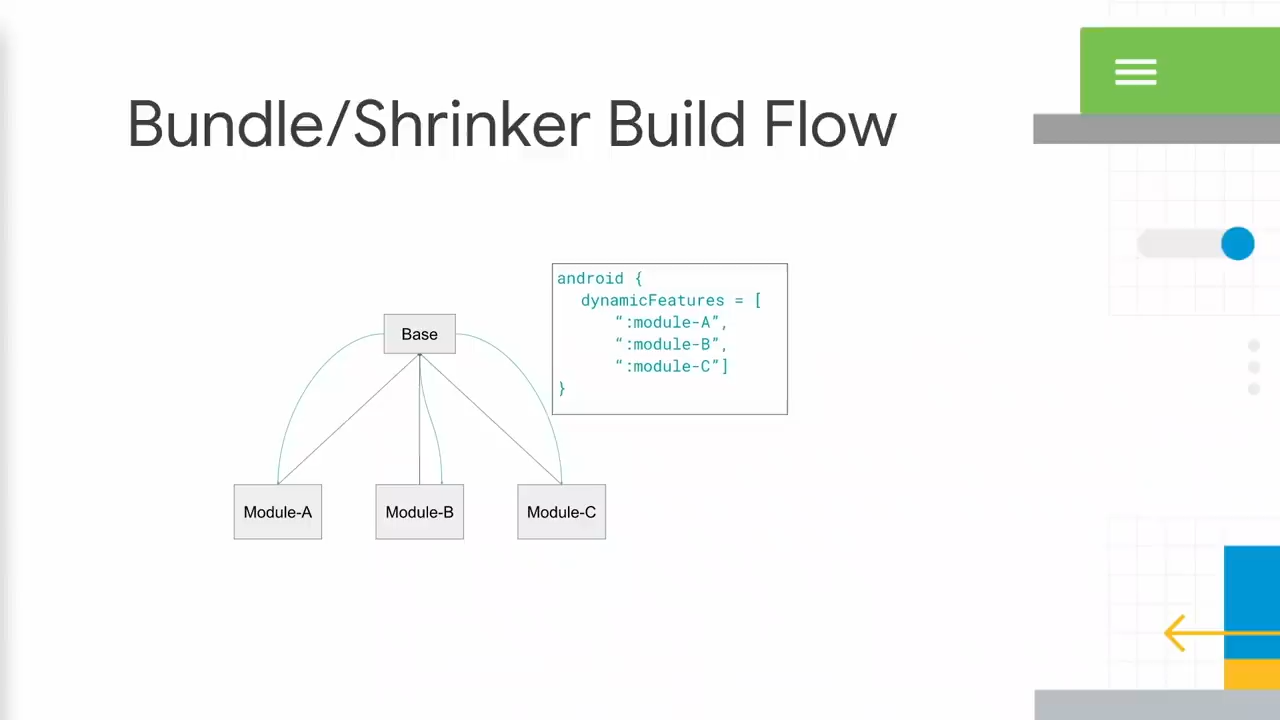 Bundle/Shrinker Build Flow
android {
dynamicFeatures = [
“:module-A”,
“:module-B”,
“:module-C”]
}
Base
Module-A
Module-B
Module-C